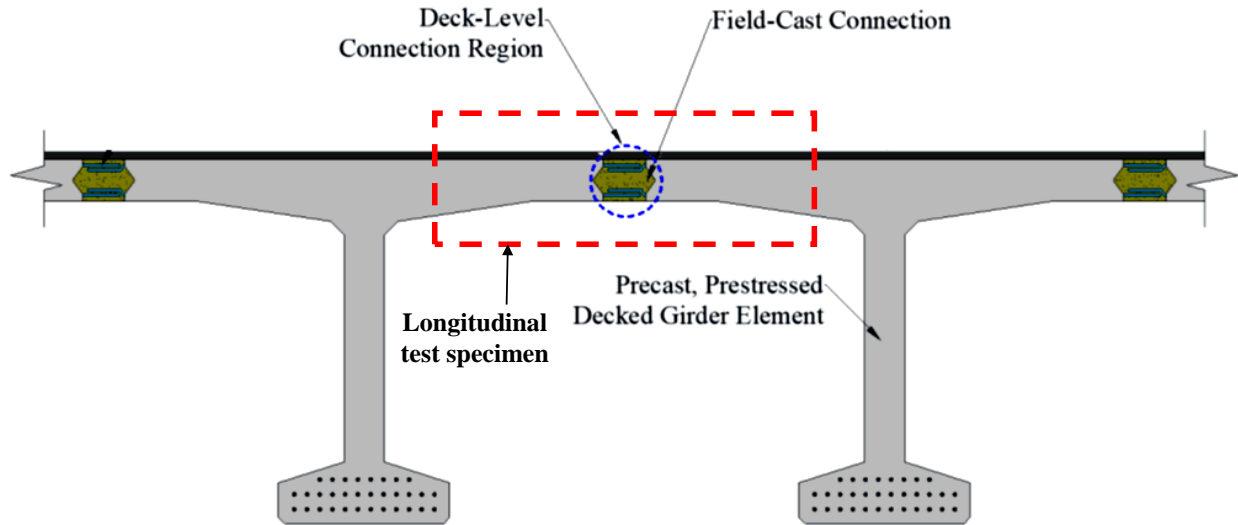 Deck-Level
Connection Region
Field-Cast Connection
Precast, Prestressed
Decked Girder Element
Longitudinal
test specimen